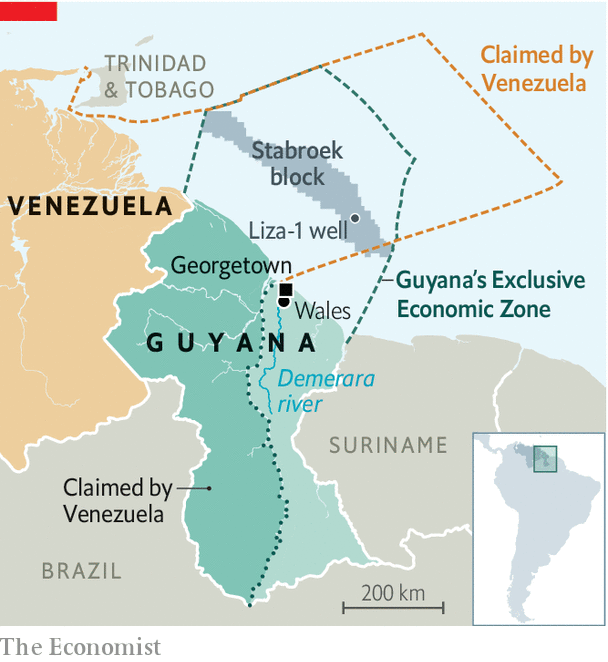 TRINIDAD
& TOBAGO
Claimed by
Venezuela
Stabroek
block
VENEZUELA
Liza-1 well
Georgetown
Guyana's Exclusive
Economic Zone
Wales
GUYANA
Demerara
river
SURINAME
Claimed by
Venezuela
BRAZIL
200 km
The Economist